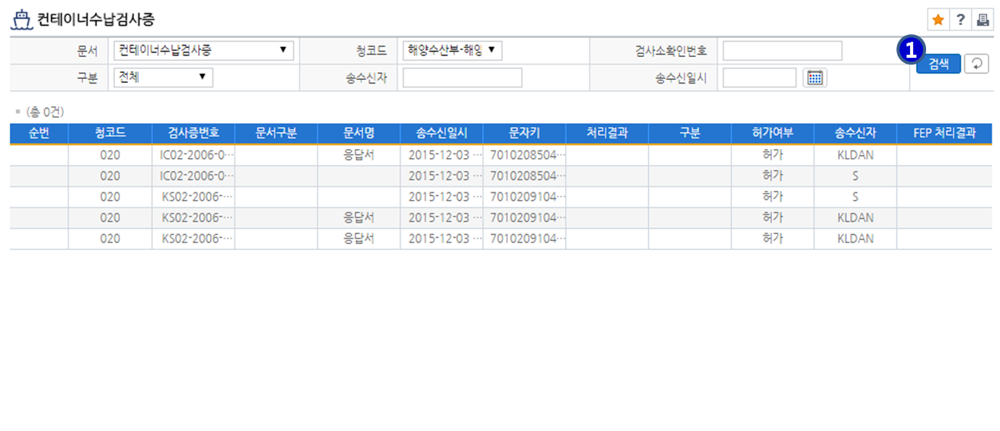 컨테이너수납검사증 ?
문서 컨테이너수납검사증 ▼ 청코드 해양수산부-해양 ▼ 검사소확인번호 1 검색
구분 전체 ▼ 송수신자 송수신일시
(총 0건)
순번 청코드 검사증번호 문서구분 문서명 송수신일시 문자키 처리결과 구분 허가여부 송수신자 FEP 처리결과
020 IC02-2006-0··· 응답서 2015-12-03 ··· 7010208504··· 허가 KLDAN
020 IC02-2006-0··· 2015-12-03 ··· 7010208504··· 허가 S
020 KS02-2006-··· 2015-12-03 ··· 7010209104··· 허가 S
020 KS02-2006-··· 응답서 2015-12-03 ··· 7010209104··· 허가 KLDAN
020 KS02-2006-··· 응답서 2015-12-03 ··· 7010209104··· 허가 KLDAN